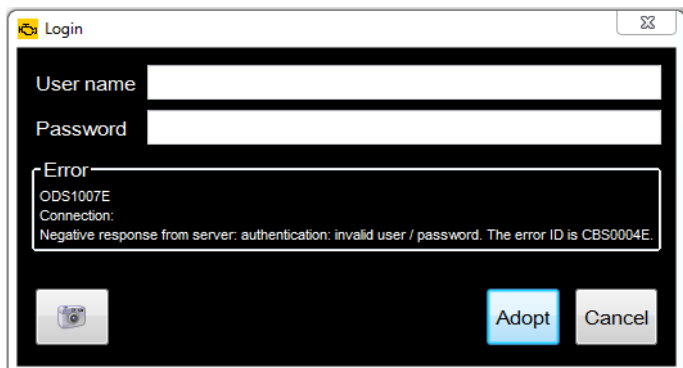 Login
User name
Password
Error
ODS1007E
Connection:
Negative response from server: authentication: invalid user / password. The error ID is CBS0004E.
Adopt Cancel